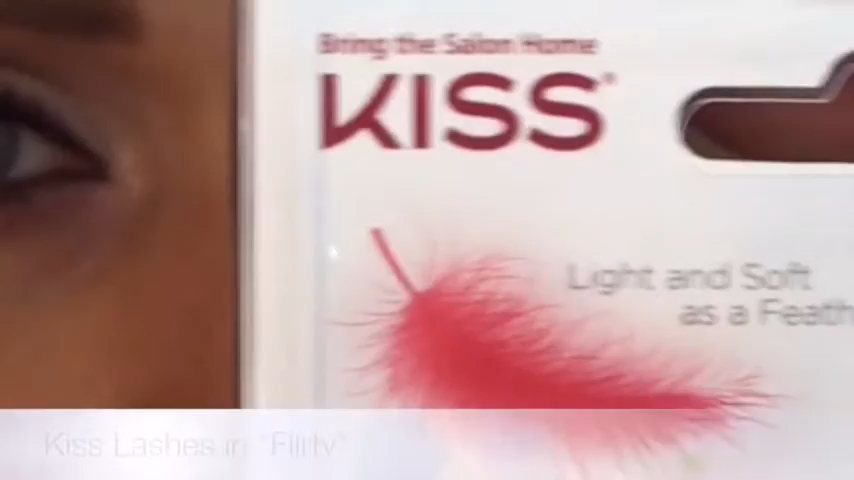 Bring the Salon Home
KISS
Light and Soft
as a Feath
Kiss Lashes in "Flirty"